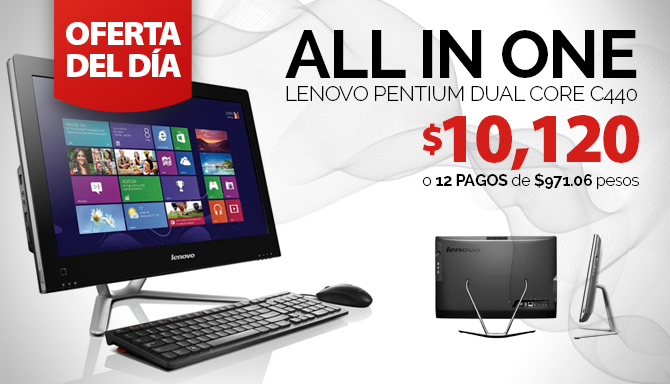 OFERTA
DEL DÍA
ALL IN ONE
LENOVO PENTIUM DUAL CORE C440
$10,120
o 12 PAGOS de $971.06 pesos
lenovo
lenovo